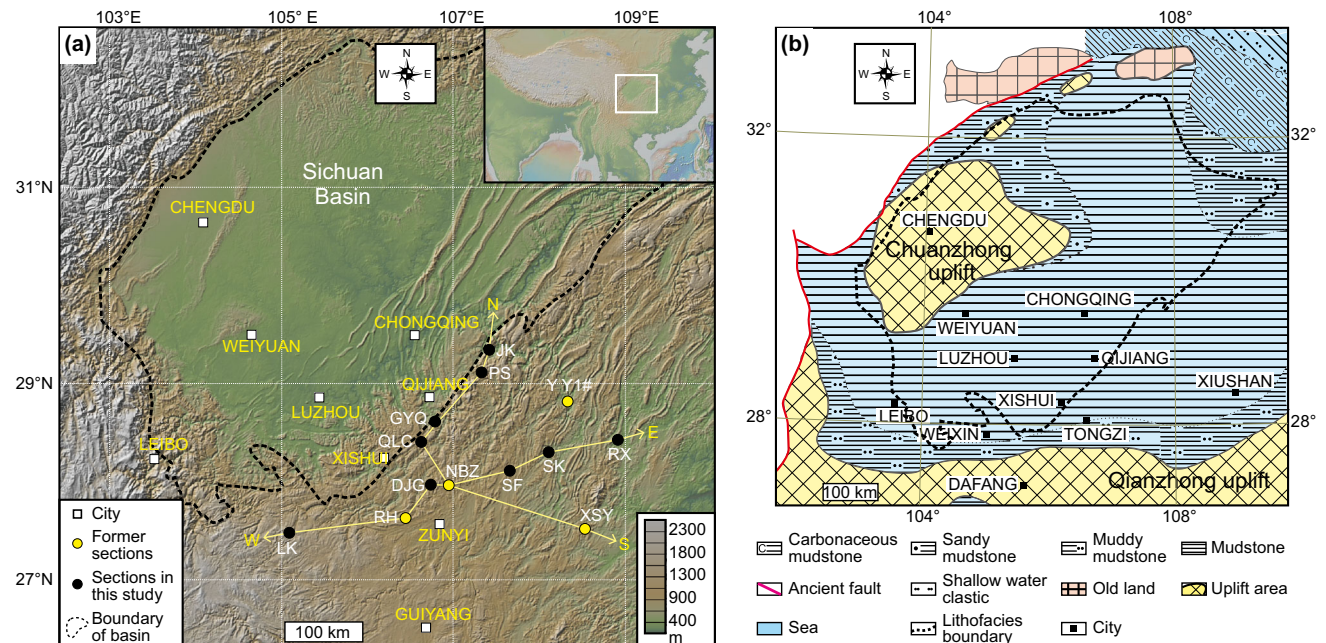 103°E
105° E
107°E
109°E
(a)
N
W
E
S
31°N
29°N
27°N
Sichuan
Basin
CHENGDU
WEIYUAN
CHONGQING
N
JK
PS
QIJIANG
Y Y1#
LUZHOU
GYQ
QLC
E
LEIBO
XISHUI
NBZ
SK
RX
DJG
SF
RH
XSY
W
LK
ZUNYI
S
GUIYANG
City
Former
sections
Sections in
this study
Boundary
of basin
100 km
2300
1800
1300
900
400
m
104°
108°
(b)
N
W
E
S
32°
32°
28°
28°
CHENGDU
Chuanzhong
uplift
CHONGQING
WEIYUAN
LUZHOU
QIJIANG
XIUSHAN
XISHUI
LEIBO
WEIXIN
TONGZI
DAFANG
Qianzhong uplift
100 km
104°
108°
C
Carbonaceous
mudstone
Sandy
mudstone
Muddy
mudstone
Mudstone
Ancient fault
Shallow water
clastic
Old land
Uplift area
Sea
Lithofacies
boundary
City